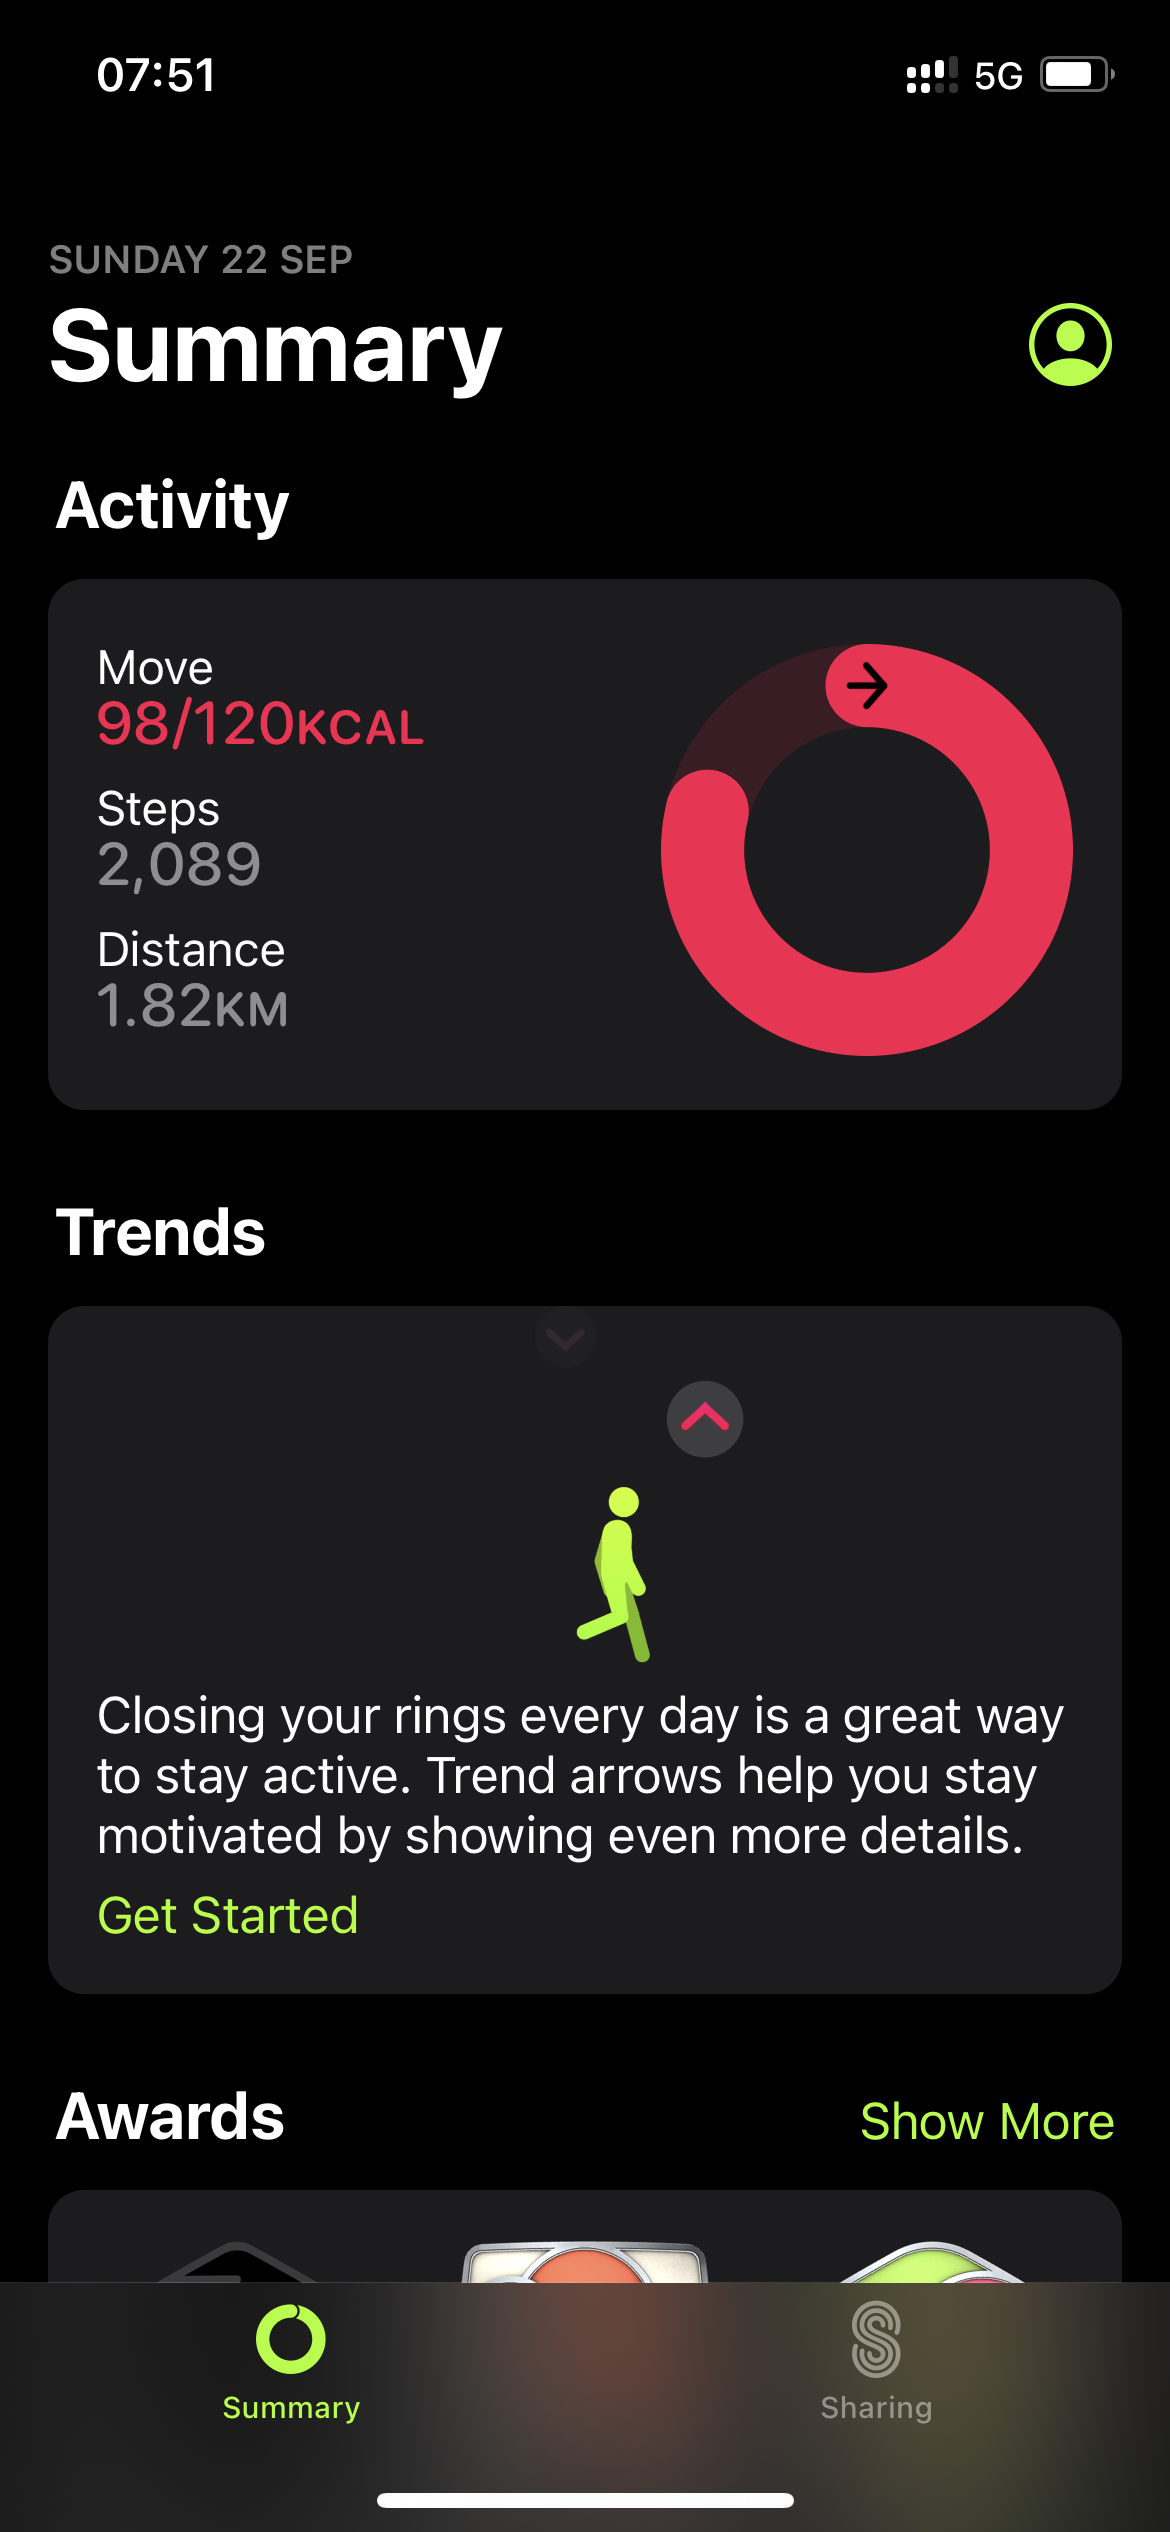 07:51
5G
SUNDAY 22 SEP
Summary
Activity
Move
98/120KCAL
Steps
2,089
Distance
1.82KM
Trends
Closing your rings every day is a great way
to stay active. Trend arrows help you stay
motivated by showing even more details.
Get Started
Awards
Show More
Summary
Sharing